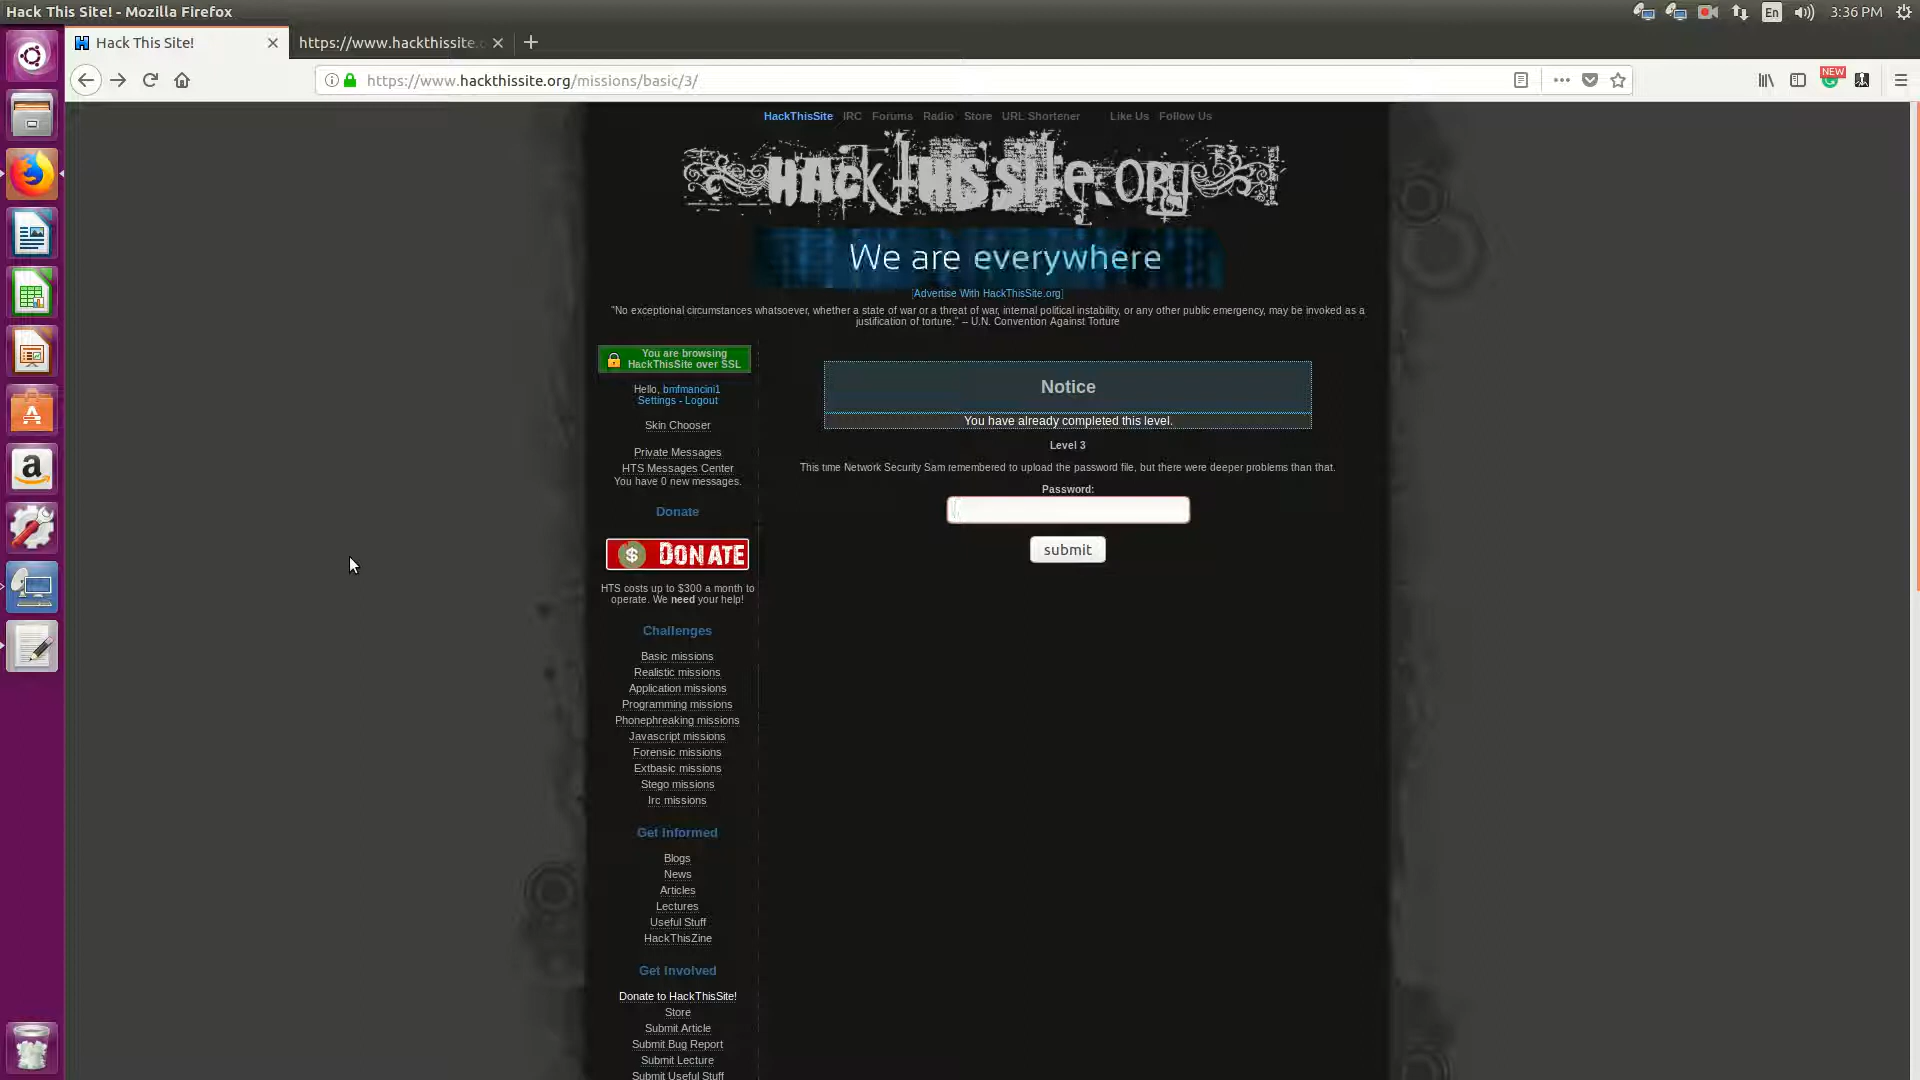 Hack This Site! - Mozilla Firefox
En
3:36 PM
Hack This Site!
https://www.hackthissite.
https://www.hackthissite.org/missions/basic/3/
NEW
HackThisSite IRC Forums Radio Store URL Shortener Like Us Follow Us
HACK THIS SITE.ORG
We are everywhere
[Advertise With HackThisSite.org]
"No exceptional circumstances whatsoever, whether a state of war or a threat of war, internal political instability, or any other public emergency, may be invoked as a
justification of torture." -- U.N. Convention Against Torture
You are browsing
HackThisSite over SSL
Hello, bmfmancini1
Settings - Logout
Skin Chooser
Private Messages
HTS Messages Center
You have 0 new messages.
Donate
$ DONATE
HTS costs up to $300 a month to
operate. We need your help!
Challenges
Basic missions
Realistic missions
Application missions
Programming missions
Phonephreaking missions
Javascript missions
Forensic missions
Extbasic missions
Stego missions
Irc missions
Get Informed
Blogs
News
Articles
Lectures
Useful Stuff
HackThisZine
Get Involved
Donate to HackThisSite!
Store
Submit Article
Submit Bug Report
Submit Lecture
Submit Useful Stuff
Notice
You have already completed this level.
Level 3
This time Network Security Sam remembered to upload the password file, but there were deeper problems than that.
Password:
submit